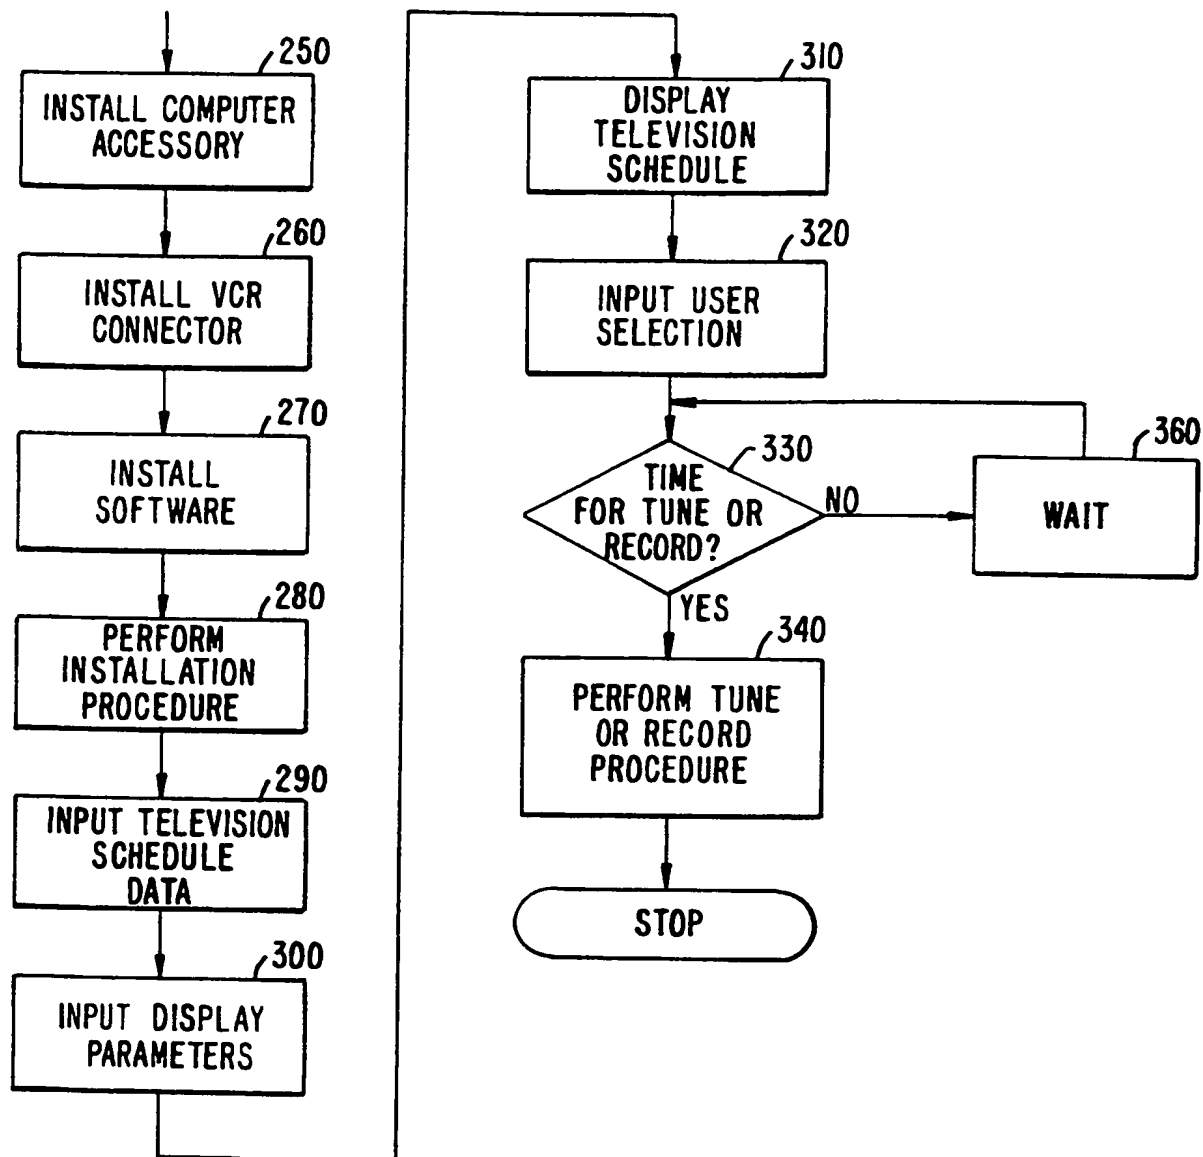 250
INSTALL COMPUTER
ACCESSORY
260
INSTALL VCR
CONNECTOR
270
INSTALL
SOFTWARE
280
PERFORM
INSTALLATION
PROCEDURE
290
INPUT TELEVISION
SCHEDULE
DATA
300
INPUT DISPLAY
PARAMETERS
310
DISPLAY
TELEVISION
SCHEDULE
320
INPUT USER
SELECTION
330
TIME
FOR TUNE OR
RECORD?
NO
360
WAIT
YES
340
PERFORM TUNE
OR RECORD
PROCEDURE
STOP